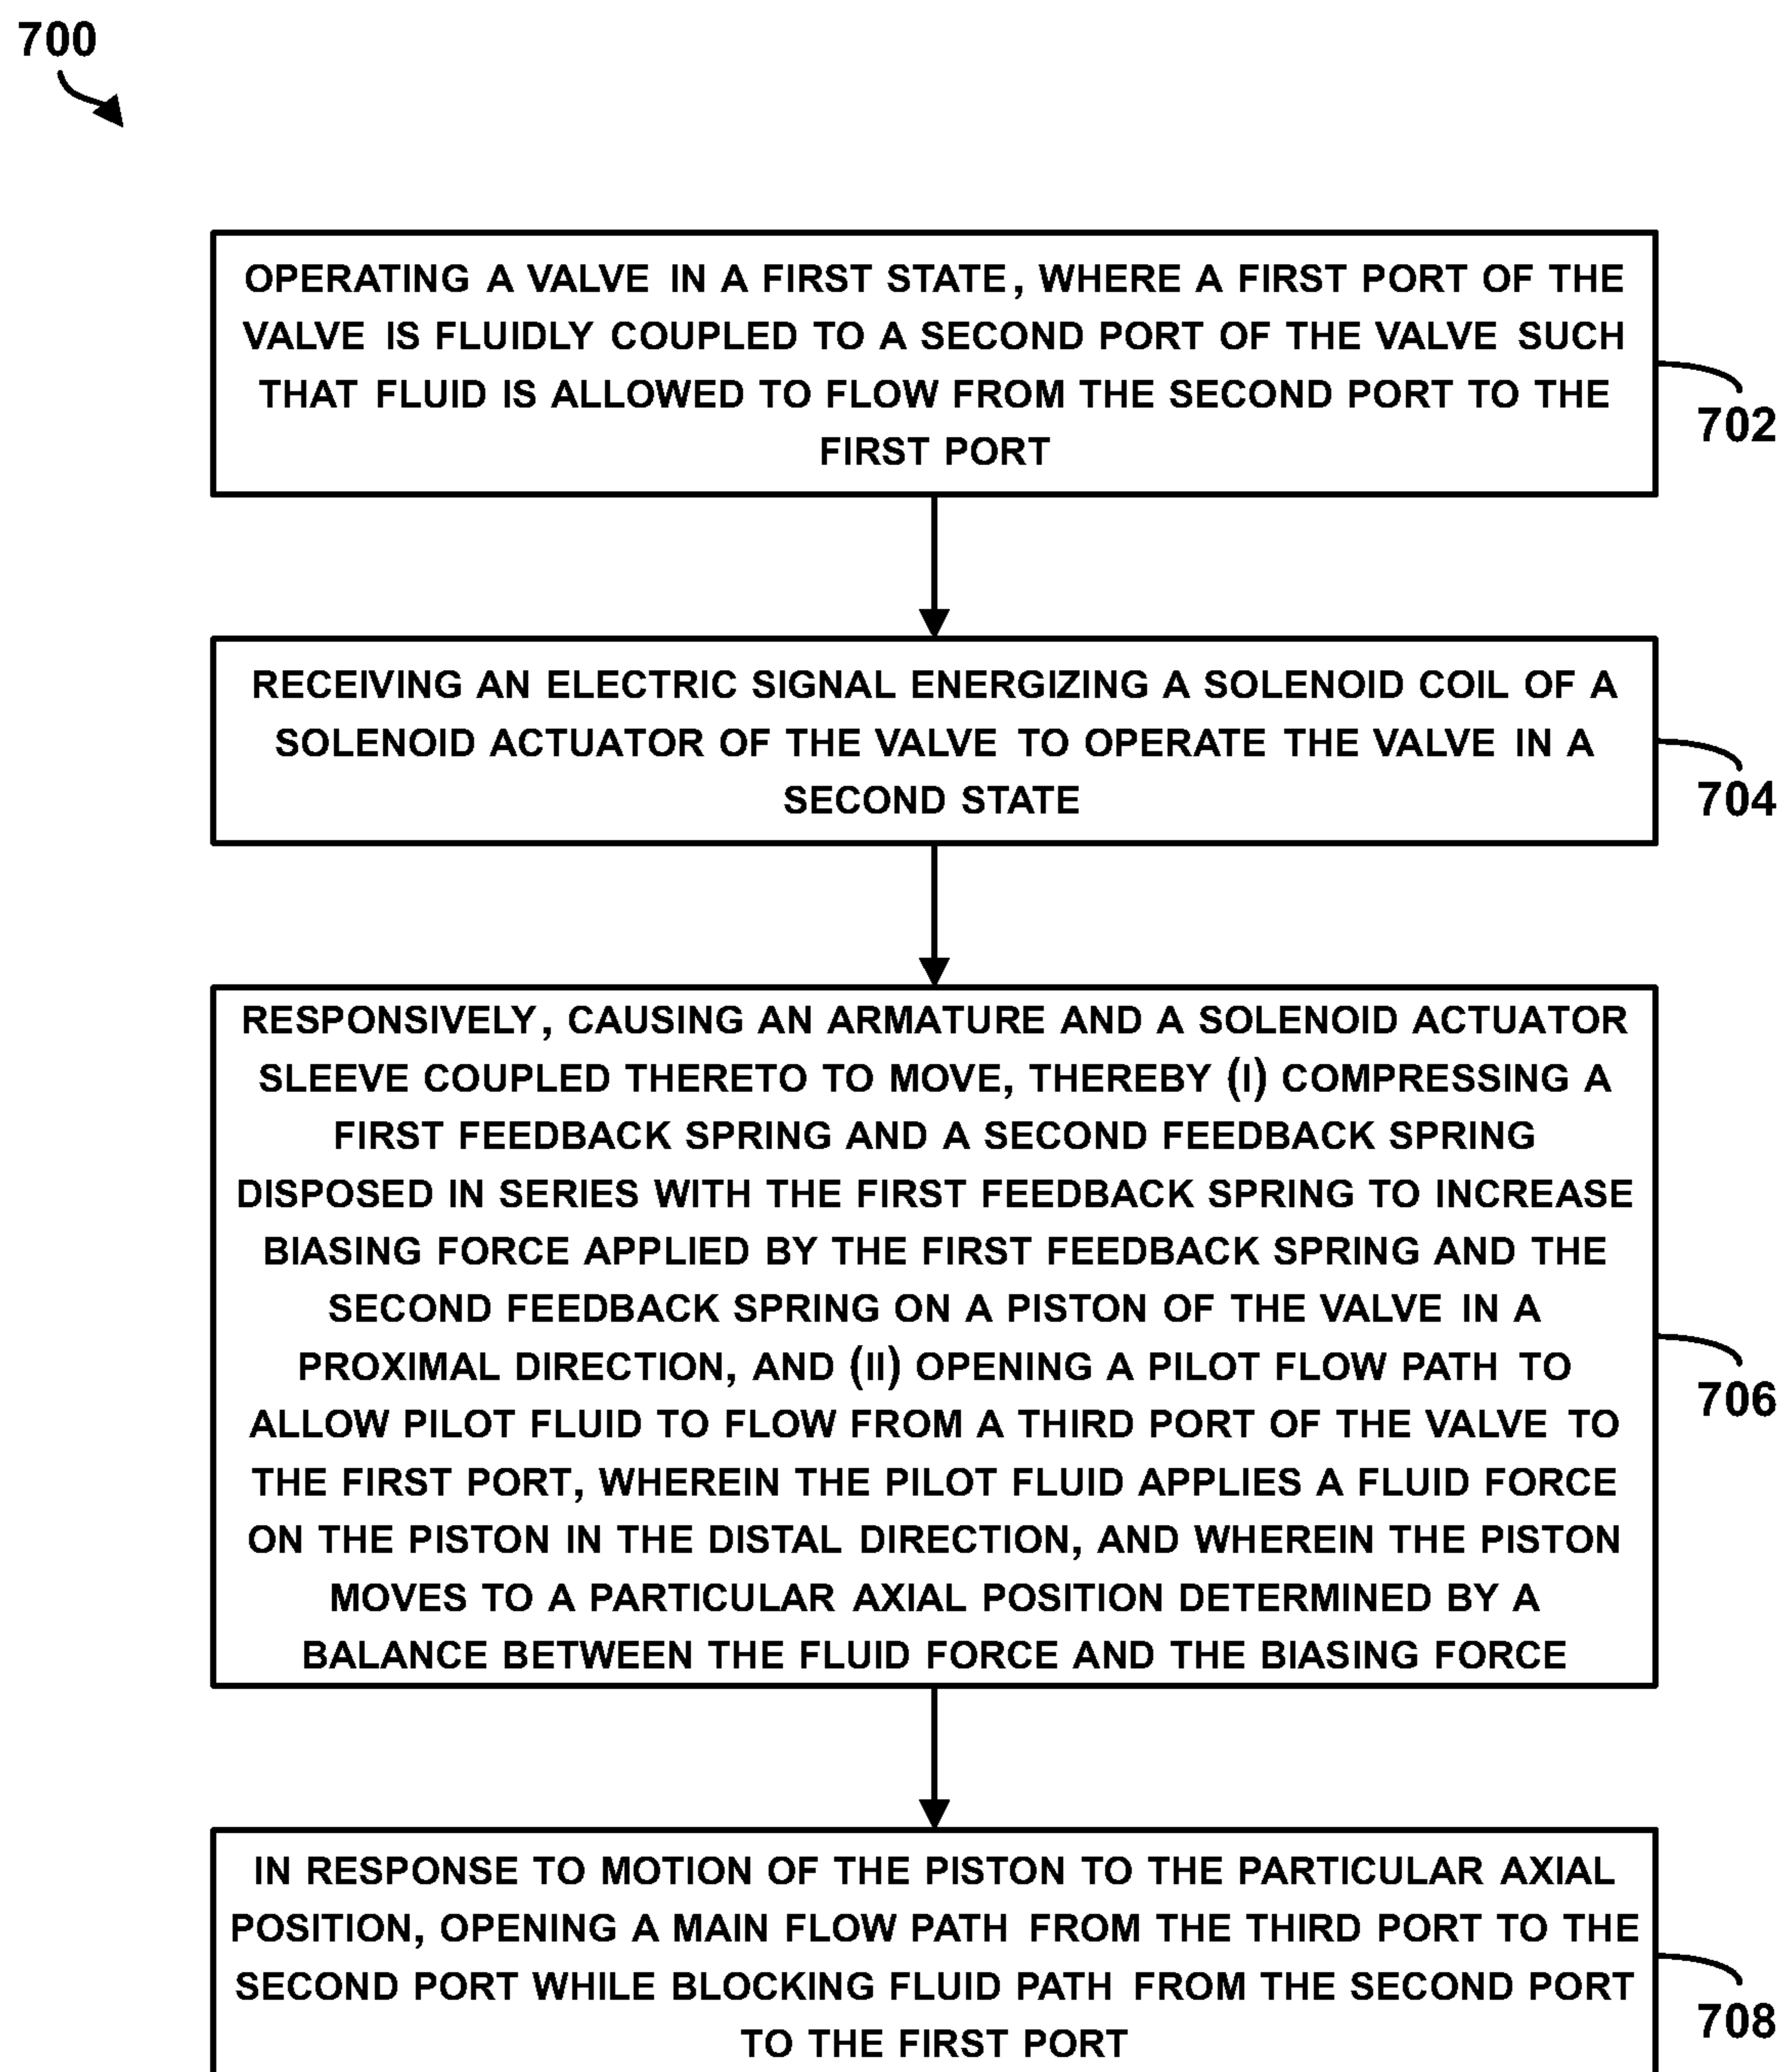 700
OPERATING A VALVE IN A FIRST STATE, WHERE A FIRST PORT OF THE
VALVE IS FLUIDLY COUPLED TO A SECOND PORT OF THE VALVE SUCH
THAT FLUID IS ALLOWED TO FLOW FROM THE SECOND PORT TO THE
FIRST PORT
702
RECEIVING AN ELECTRIC SIGNAL ENERGIZING A SOLENOID COIL OF A
SOLENOID ACTUATOR OF THE VALVE TO OPERATE THE VALVE IN A
SECOND STATE
704
RESPONSIVELY, CAUSING AN ARMATURE AND A SOLENOID ACTUATOR
SLEEVE COUPLED THERETO TO MOVE, THEREBY (I) COMPRESSING A
FIRST FEEDBACK SPRING AND A SECOND FEEDBACK SPRING
DISPOSED IN SERIES WITH THE FIRST FEEDBACK SPRING TO INCREASE
BIASING FORCE APPLIED BY THE FIRST FEEDBACK SPRING AND THE
SECOND FEEDBACK SPRING ON A PISTON OF THE VALVE IN A
PROXIMAL DIRECTION, AND (II) OPENING A PILOT FLOW PATH TO
ALLOW PILOT FLUID TO FLOW FROM A THIRD PORT OF THE VALVE TO
THE FIRST PORT, WHEREIN THE PILOT FLUID APPLIES A FLUID FORCE
ON THE PISTON IN THE DISTAL DIRECTION, AND WHEREIN THE PISTON
MOVES TO A PARTICULAR AXIAL POSITION DETERMINED BY A
BALANCE BETWEEN THE FLUID FORCE AND THE BIASING FORCE
706
IN RESPONSE TO MOTION OF THE PISTON TO THE PARTICULAR AXIAL
POSITION, OPENING A MAIN FLOW PATH FROM THE THIRD PORT TO THE
SECOND PORT WHILE BLOCKING FLUID PATH FROM THE SECOND PORT
TO THE FIRST PORT
708